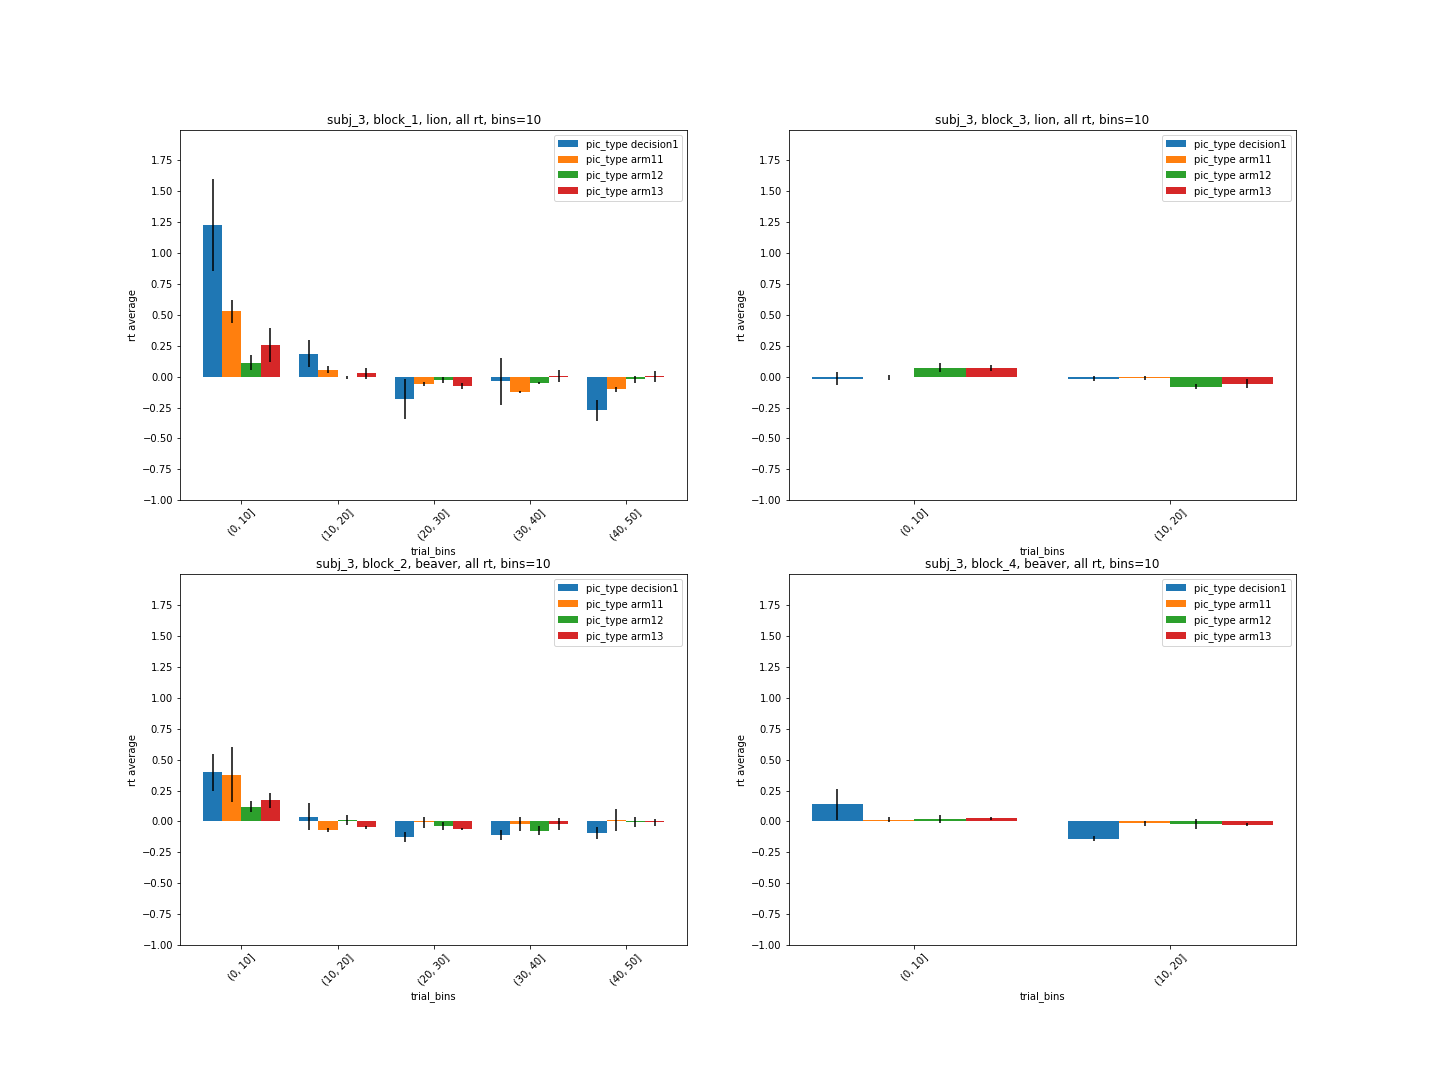 subj_3, block_1, lion, all rt, bins=10
pic_type decision1
pic_type arm11
pic_type arm12
pic_type arm13
1.75
1.50
1.25
1.00
0.75
0.50
0.25
0.00
−0.25
−0.50
−0.75
−1.00
rt average
(0, 10]
(10, 20]
(20, 30]
(30, 40]
(40, 50]
trial_bins
subj_3, block_3, lion, all rt, bins=10
pic_type decision1
pic_type arm11
pic_type arm12
pic_type arm13
1.75
1.50
1.25
1.00
0.75
0.50
0.25
0.00
−0.25
−0.50
−0.75
−1.00
rt average
(0, 10]
(10, 20]
trial_bins
subj_3, block_2, beaver, all rt, bins=10
pic_type decision1
pic_type arm11
pic_type arm12
pic_type arm13
1.75
1.50
1.25
1.00
0.75
0.50
0.25
0.00
−0.25
−0.50
−0.75
−1.00
rt average
(0, 10]
(10, 20]
(20, 30]
(30, 40]
(40, 50]
trial_bins
subj_3, block_4, beaver, all rt, bins=10
pic_type decision1
pic_type arm11
pic_type arm12
pic_type arm13
1.75
1.50
1.25
1.00
0.75
0.50
0.25
0.00
−0.25
−0.50
−0.75
−1.00
rt average
(0, 10]
(10, 20]
trial_bins